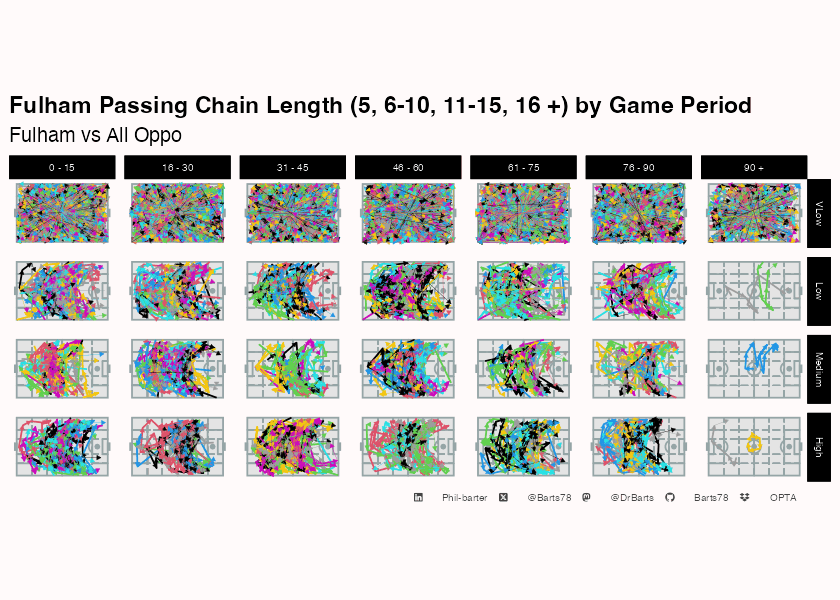 Fulham Passing Chain Length (5, 6-10, 11-15, 16 +) by Game Period
Fulham vs All Oppo
0 - 15 16 - 30 31 - 45 46 - 60 61 - 75 76 - 90 90 +
VLow
Low
Medium
High
Phil-barter @Barts78 @DrBarts Barts78 OPTA